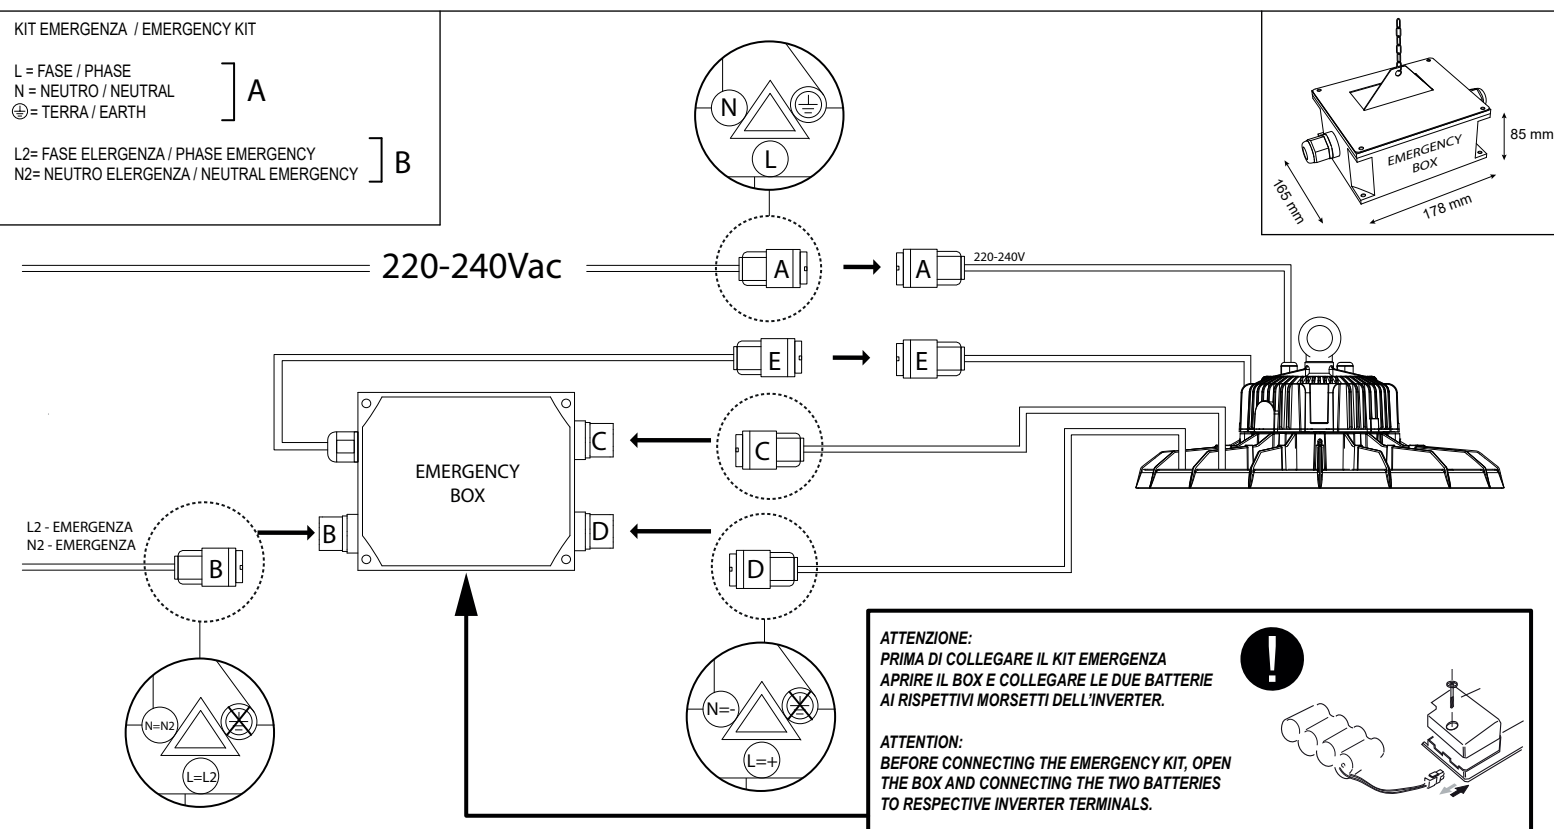 KIT EMERGENZA / EMERGENCY KIT
L = FASE / PHASE
N = NEUTRO / NEUTRAL
= TERRA / EARTH
A
L2= FASE ELERGENZA / PHASE EMERGENCY
N2= NEUTRO ELERGENZA / NEUTRAL EMERGENCY
B
N
L
EMERGENCY
BOX
85 mm
165 mm
178 mm
220-240Vac
A
A
220-240V
E
E
C
C
EMERGENCY
BOX
L2 - EMERGENZA
N2 - EMERGENZA
B
B
D
D
N=N2
L=L2
N=-
L=+
ATTENZIONE:
PRIMA DI COLLEGARE IL KIT EMERGENZA
APRIRE IL BOX E COLLEGARE LE DUE BATTERIE
AI RISPETTIVI MORSETTI DELL'INVERTER.
ATTENTION:
BEFORE CONNECTING THE EMERGENCY KIT, OPEN
THE BOX AND CONNECTING THE TWO BATTERIES
TO RESPECTIVE INVERTER TERMINALS.
!